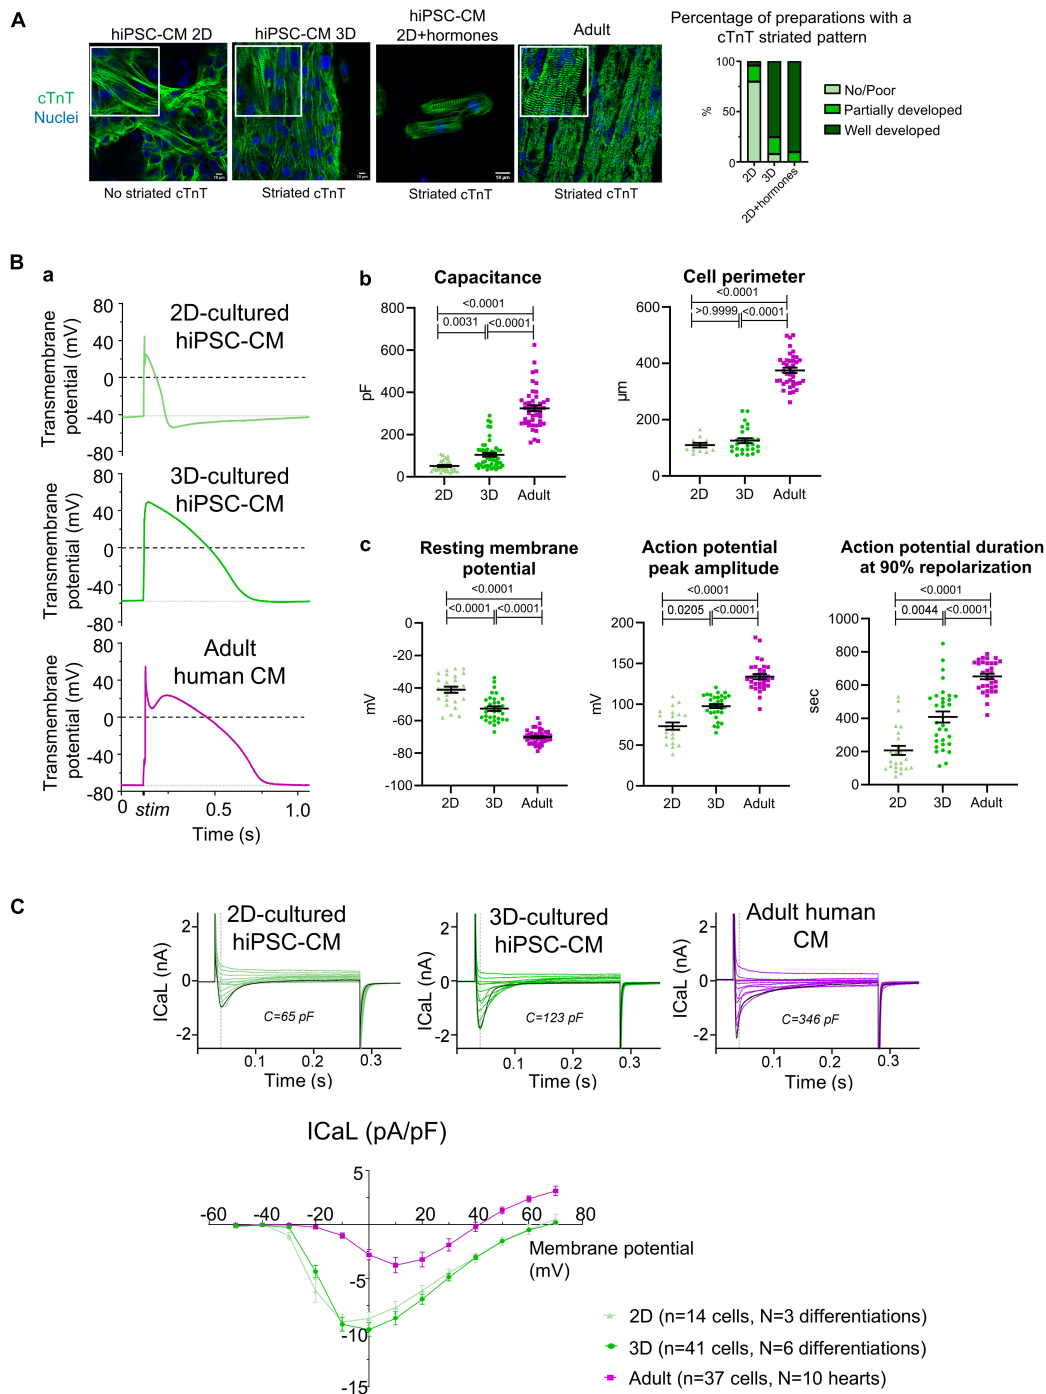 A
hiPSC-CM 2D
hiPSC-CM 3D
hiPSC-CM
2D+hormones
Adult
Percentage of preparations with a
cTnT striated pattern
cTnT
Nuclei
10 µm
10 µm
10 µm
10 µm
No striated cTnT
Striated cTnT
Striated cTnT
Striated cTnT
100
50
0
%
2D
3D
2D+hormones
No/Poor
Partially developed
Well developed
B
a
2D-cultured
hiPSC-CM
Transmembrane
potential (mV)
80
40
0
-40
-80
3D-cultured
hiPSC-CM
Transmembrane
potential (mV)
80
40
0
-40
-80
Adult
human CM
Transmembrane
potential (mV)
80
40
0
-40
-80
0
stim
0.5
1.0
Time (s)
b
Capacitance
<0.0001
0.0031
<0.0001
800
600
400
200
0
pF
2D
3D
Adult
Cell perimeter
<0.0001
>0.9999
<0.0001
600
400
200
0
µm
2D
3D
Adult
c
Resting membrane
potential
<0.0001
<0.0001
<0.0001
0
-20
-40
-60
-80
-100
mV
2D
3D
Adult
Action potential
peak amplitude
<0.0001
0.0205
<0.0001
200
150
100
50
0
mV
2D
3D
Adult
Action potential duration
at 90% repolarization
<0.0001
0.0044
<0.0001
1000
800
600
400
200
0
sec
2D
3D
Adult
C
2D-cultured
hiPSC-CM
ICaL (nA)
2
0
-2
C=65 pF
0.1
0.2
0.3
Time (s)
3D-cultured
hiPSC-CM
ICaL (nA)
2
0
-2
C=123 pF
0.1
0.2
0.3
Time (s)
Adult human
CM
ICaL (nA)
2
0
-2
C=346 pF
0.1
0.2
0.3
Time (s)
ICaL (pA/pF)
5
-60
-40
-20
20
40
60
80
-5
-10
-15
Membrane potential
(mV)
2D (n=14 cells, N=3 differentiations)
3D (n=41 cells, N=6 differentiations)
Adult (n=37 cells, N=10 hearts)